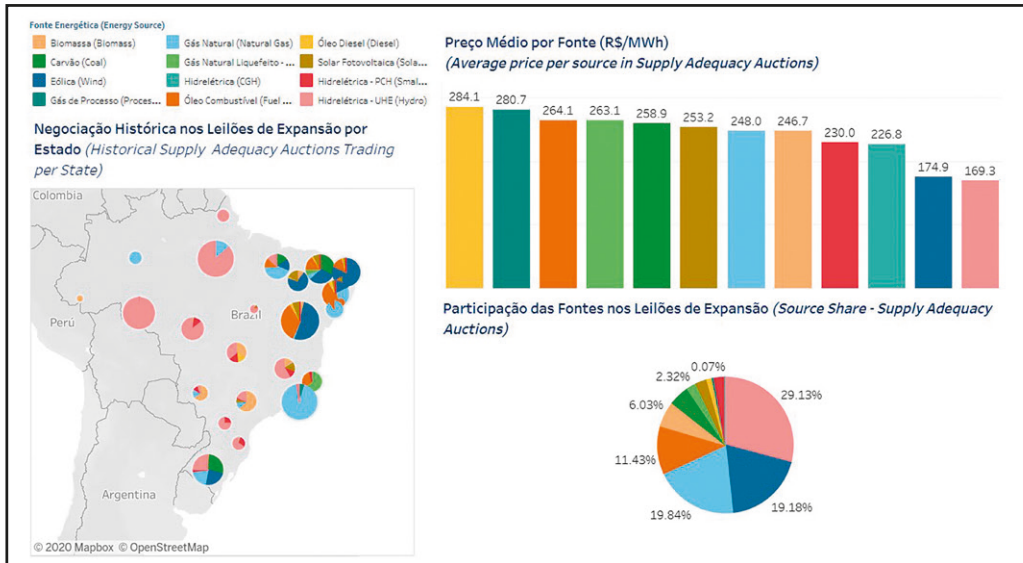 Fonte Energética (Energy Source)
Biomassa (Biomass)
Carvão (Coal)
Eólica (Wind)
Gás de Processo (Proces...
Gás Natural (Natural Gas)
Gás Natural Liquefeito - ...
Hidrelétrica (CGH)
Óleo Combustível (Fuel ...
Óleo Diesel (Diesel)
Solar Fotovoltaica (Sola...
Hidrelétrica - PCH (Smal...
Hidrelétrica - UHE (Hydro)
Negociação Histórica nos Leilões de Expansão por
Estado (Historical Supply Adequacy Auctions Trading
per State)
Colombia
Brazil
Perú
Argentina
© 2020 Mapbox © OpenStreetMap
Preço Médio por Fonte (R$/MWh)
(Average price per source in Supply Adequacy Auctions)
284.1
280.7
264.1
263.1
258.9
253.2
248.0
246.7
230.0
226.8
174.9
169.3
Participação das Fontes nos Leilões de Expansão (Source Share - Supply Adequacy
Auctions)
0.07%
2.32%
29.13%
6.03%
11.43%
19.84%
19.18%